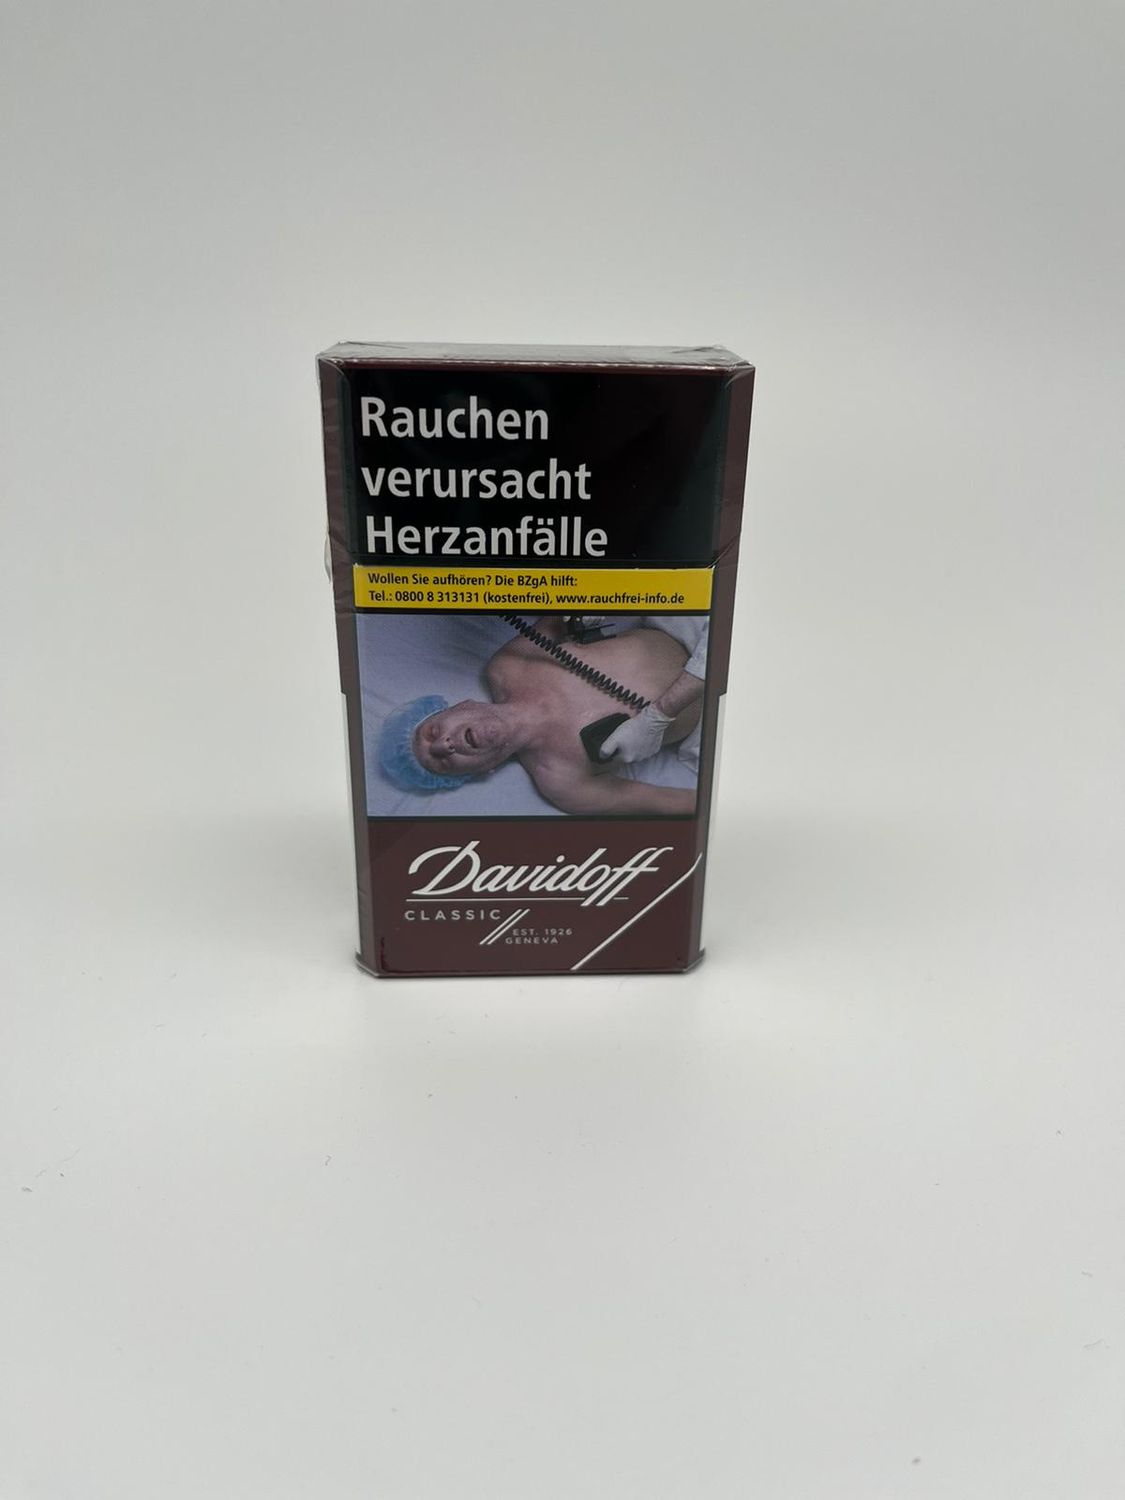 Rauchen
verursacht
Herzanfälle
Wollen Sie aufhören? Die BZgA hilft:
Tel.: 0800 8 313131 (kostenfrei), www.rauchfrei-info.de
Davidoff
CLASSIC
EST. 1926
GENEVA